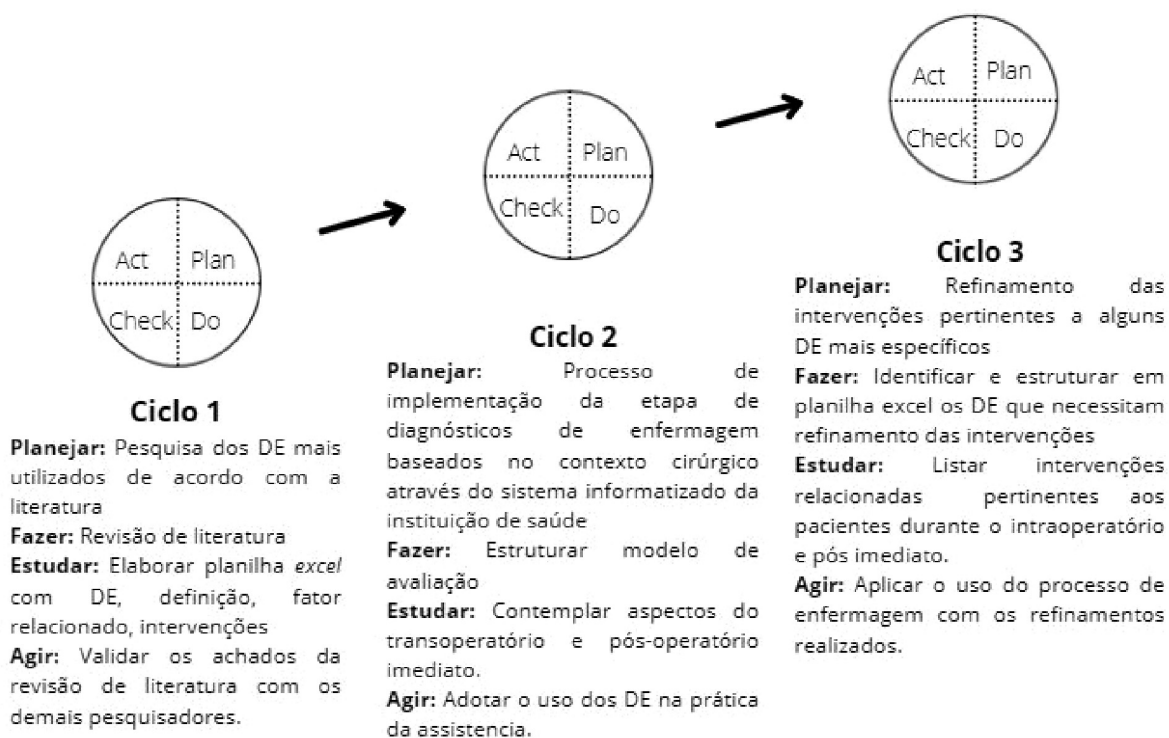 Act Plan
Check Do
Ciclo 1
Planejar: Pesquisa dos DE mais
utilizados de acordo com a
literatura
Fazer: Revisão de literatura
Estudar: Elaborar planilha excel
com DE, definição, fator
relacionado, intervenções
Agir: Validar os achados da
revisão de literatura com os
demais pesquisadores.
Act Plan
Check Do
Ciclo 2
Planejar: Processo de
implementação da etapa de
diagnósticos de enfermagem
baseados no contexto cirúrgico
através do sistema informatizado da
instituição de saúde
Fazer: Estruturar modelo de
avaliação
Estudar: Contemplar aspectos do
transoperatório e pós-operatório
imediato.
Agir: Adotar o uso dos DE na prática
da assistencia.
Act Plan
Check Do
Ciclo 3
Planejar: Refinamento das
intervenções pertinentes a alguns
DE mais específicos
Fazer: Identificar e estruturar em
planilha excel os DE que necessitam
refinamento das intervenções
Estudar: Listar intervenções
relacionadas pertinentes aos
pacientes durante o intraoperatório
e pós imediato.
Agir: Aplicar o uso do processo de
enfermagem com os refinamentos
realizados.